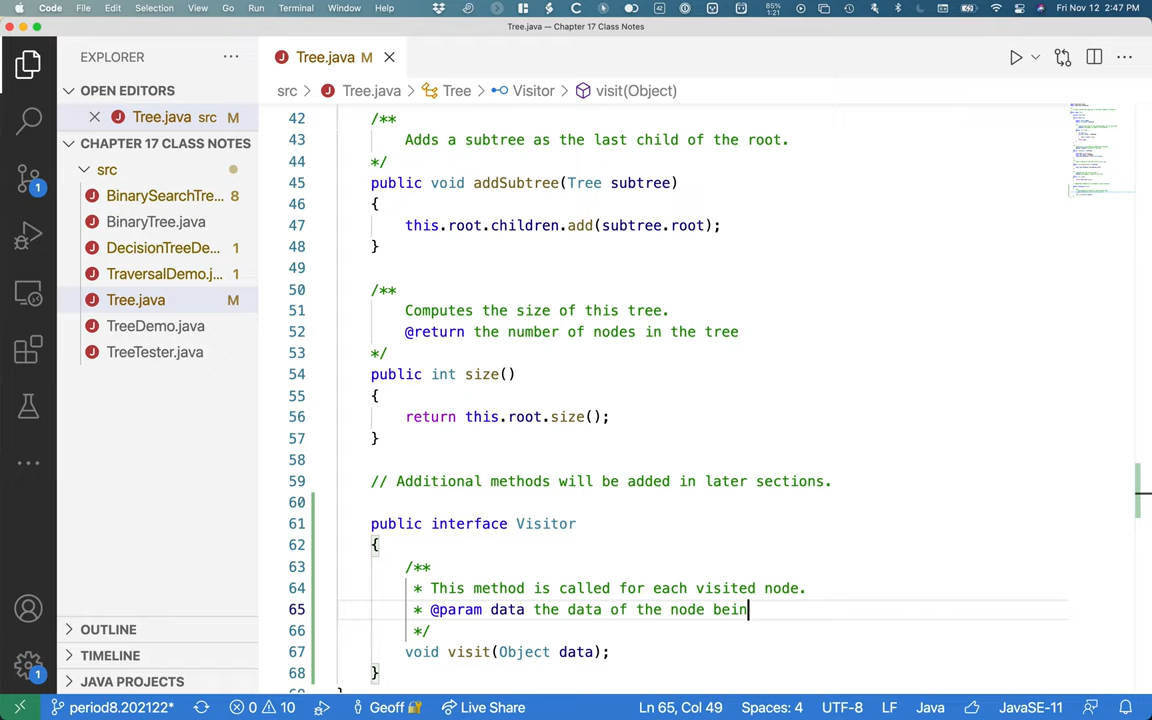 Code File Edit Selection View Go Run Terminal Window Help 42 85% 1:21 Fri Nov 12 2:47 PM
Tree.java — Chapter 17 Class Notes
EXPLORER
Tree.java M
OPEN EDITORS
Tree.java src M
CHAPTER 17 CLASS NOTES
src
BinarySearchTre... 8
BinaryTree.java
DecisionTreeDe... 1
TraversalDemo.j... 1
Tree.java M
TreeDemo.java
TreeTester.java
OUTLINE
TIMELINE
JAVA PROJECTS
1
1
src > Tree.java > Tree > Visitor > visit(Object)
42 /**
43 Adds a subtree as the last child of the root.
44 */
45 public void addSubtree(Tree subtree)
46 {
47 this.root.children.add(subtree.root);
48 }
49
50 /**
51 Computes the size of this tree.
52 @return the number of nodes in the tree
53 */
54 public int size()
55 {
56 return this.root.size();
57 }
58
59 // Additional methods will be added in later sections.
60
61 public interface Visitor
62 {
63 /**
64 * This method is called for each visited node.
65 * @param data the data of the node bein
66 */
67 void visit(Object data);
68 }
period8.202122* 0 10 Geoff Live Share Ln 65, Col 49 Spaces: 4 UTF-8 LF Java JavaSE-11